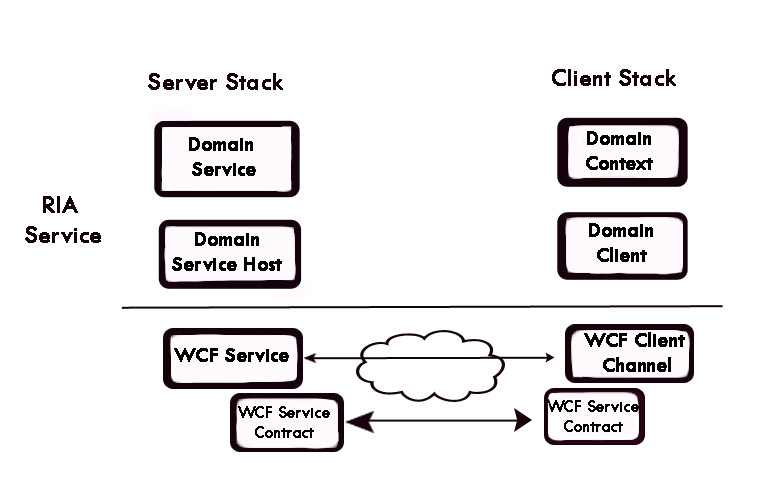 Server Stack
Client Stack
Domain
Service
Domain
Context
RIA
Service
Domain
Service Host
Domain
Client
WCF Service
WCF Client
Channel
WCF Service
Contract
WCF Service
Contract